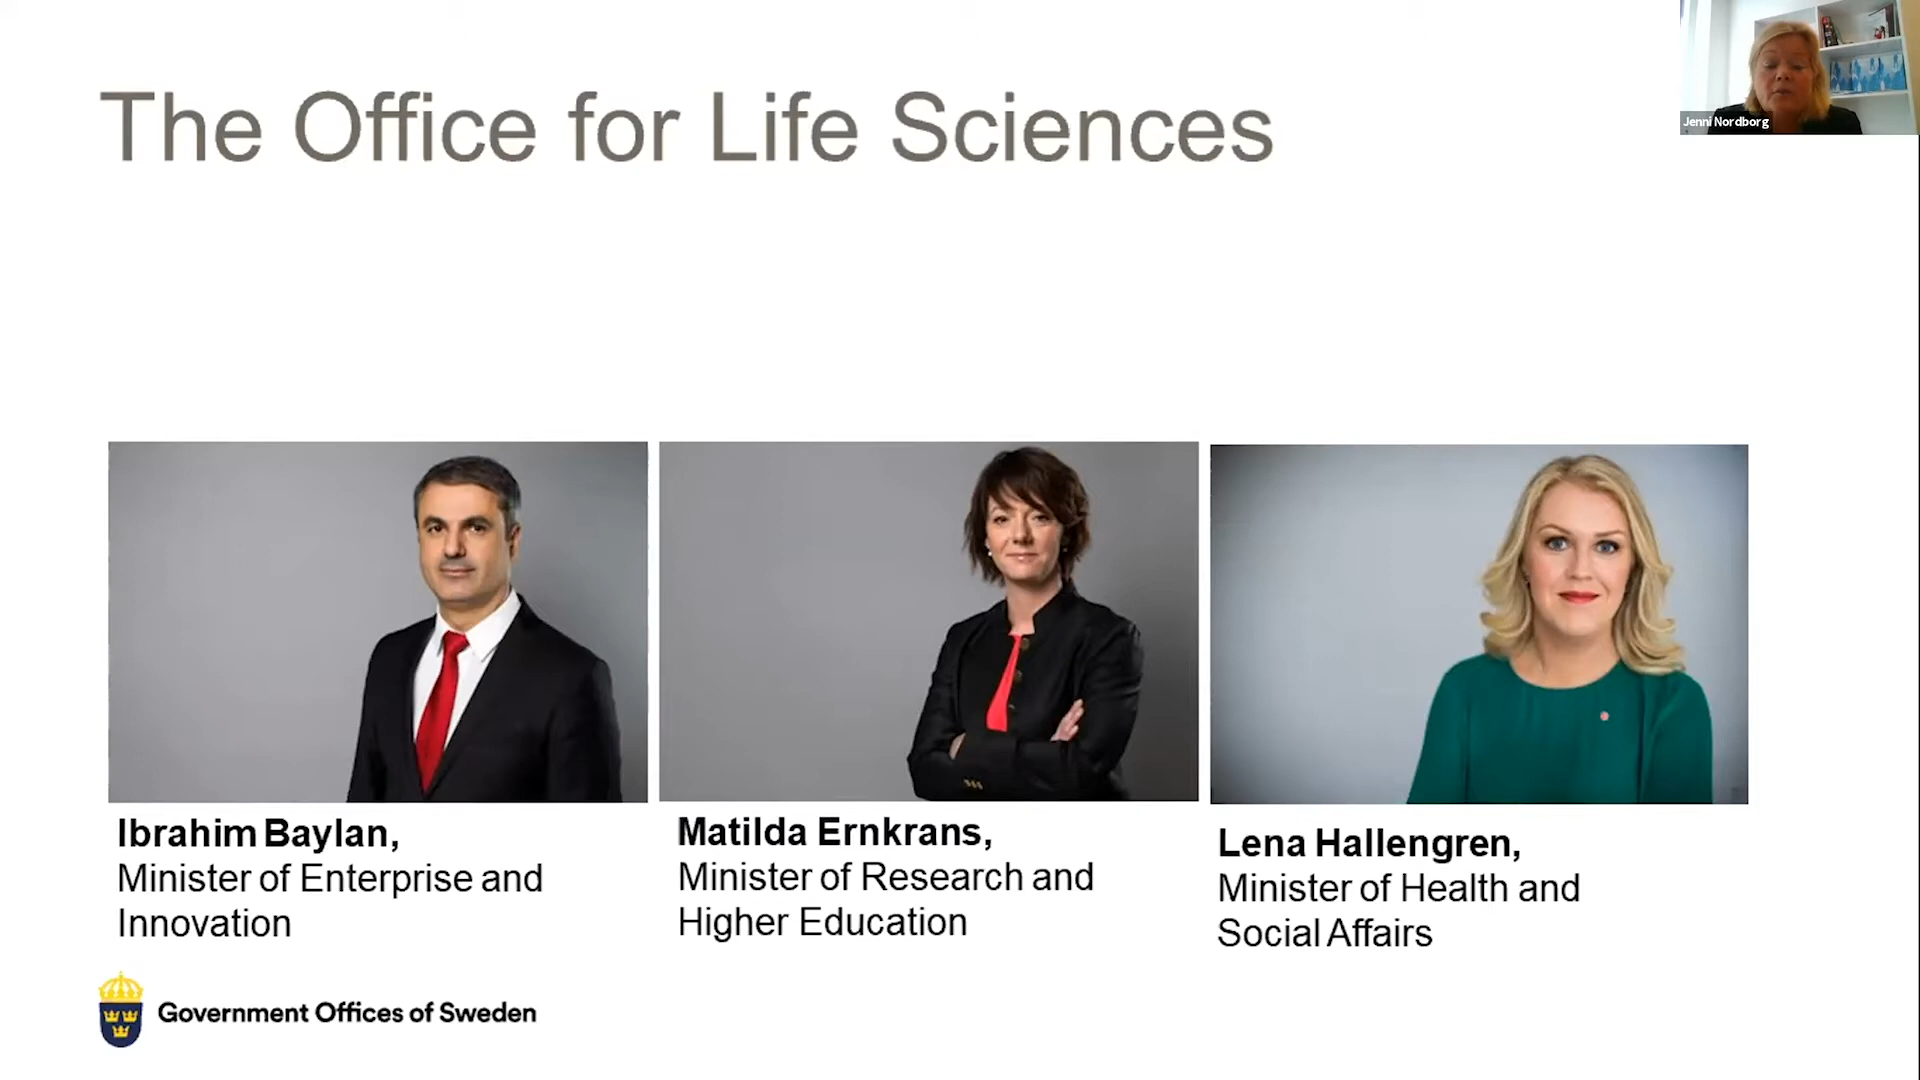 The Office for Life Sciences
Jenni Nordborg
Ibrahim Baylan,
Minister of Enterprise and
Innovation
Matilda Ernkrans,
Minister of Research and
Higher Education
Lena Hallengren,
Minister of Health and
Social Affairs
Government Offices of Sweden